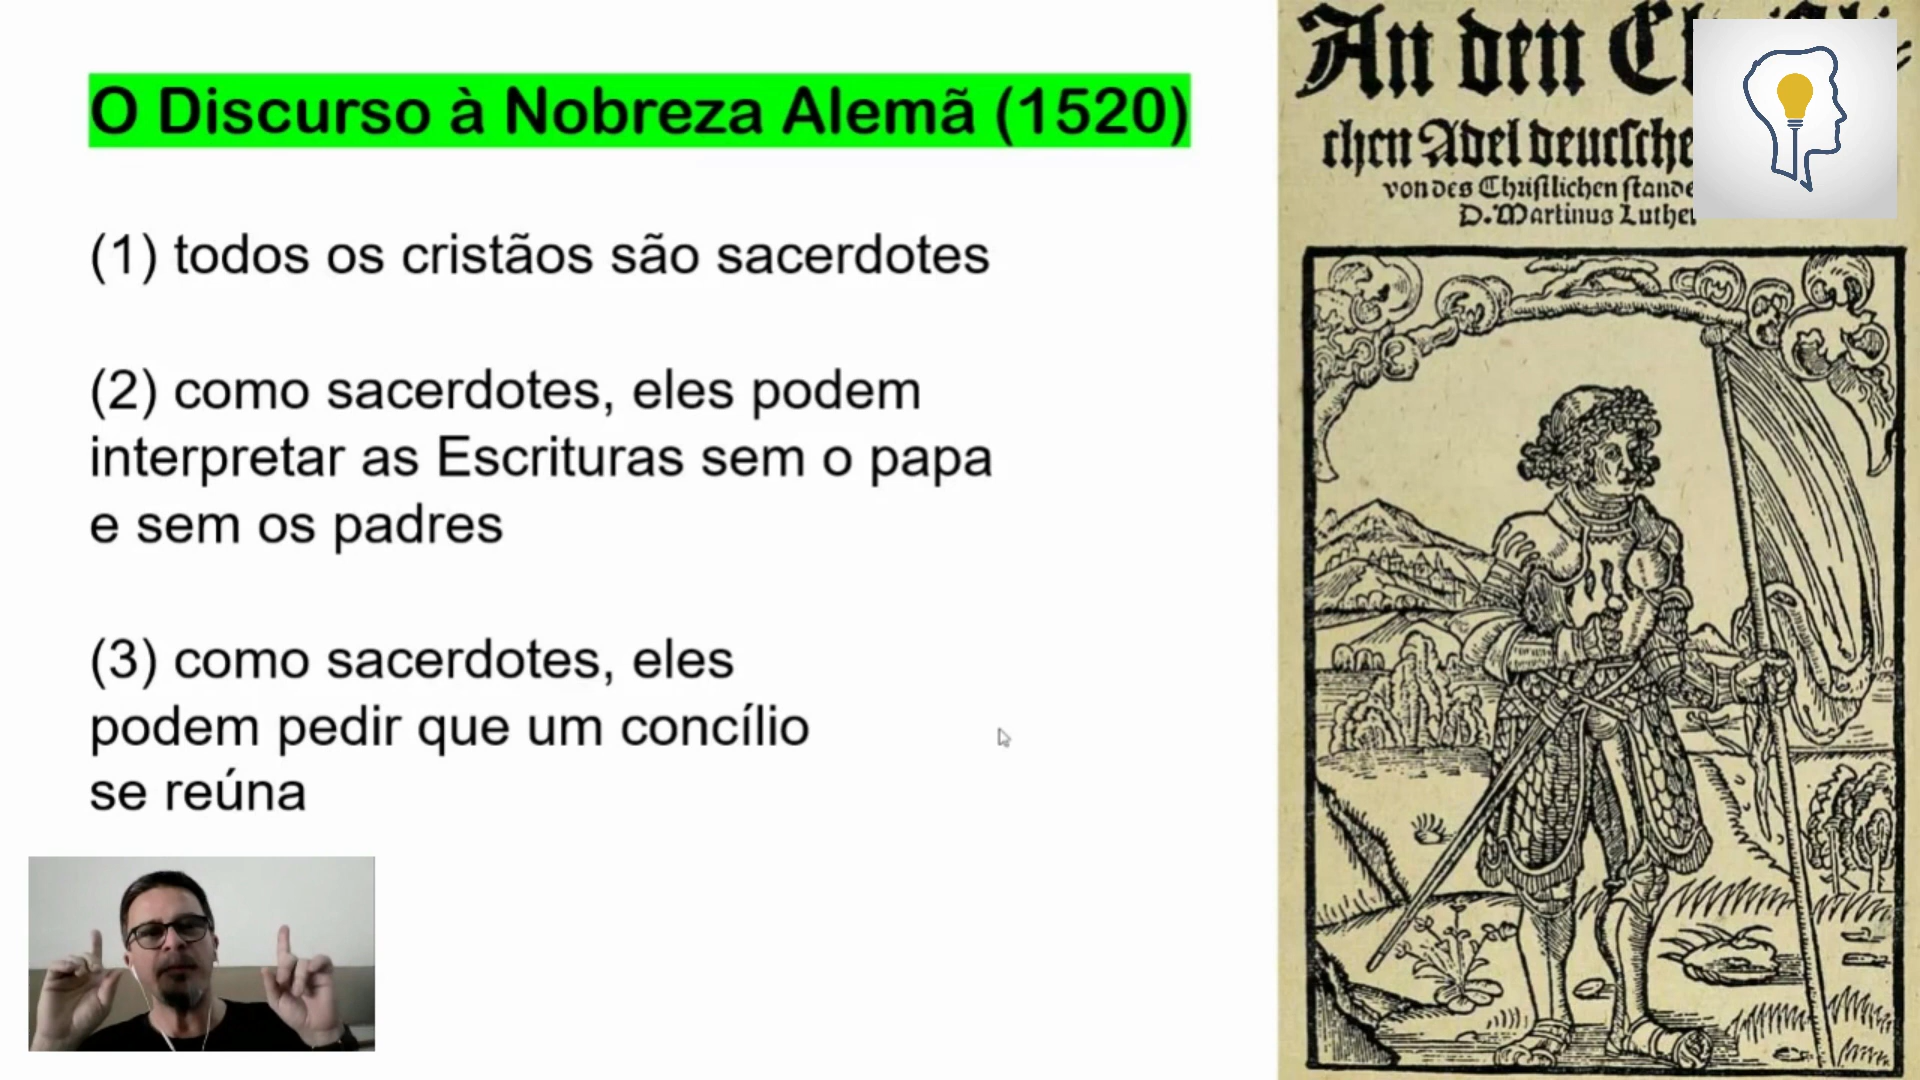 O Discurso à Nobreza Alemã (1520)
(1) todos os cristãos são sacerdotes
(2) como sacerdotes, eles podem
interpretar as Escrituras sem o papa
e sem os padres
(3) como sacerdotes, eles
podem pedir que um concílio
se reúna
An den
chen Adel deutsche
von des Christlichen stande
D. Martinus Luther